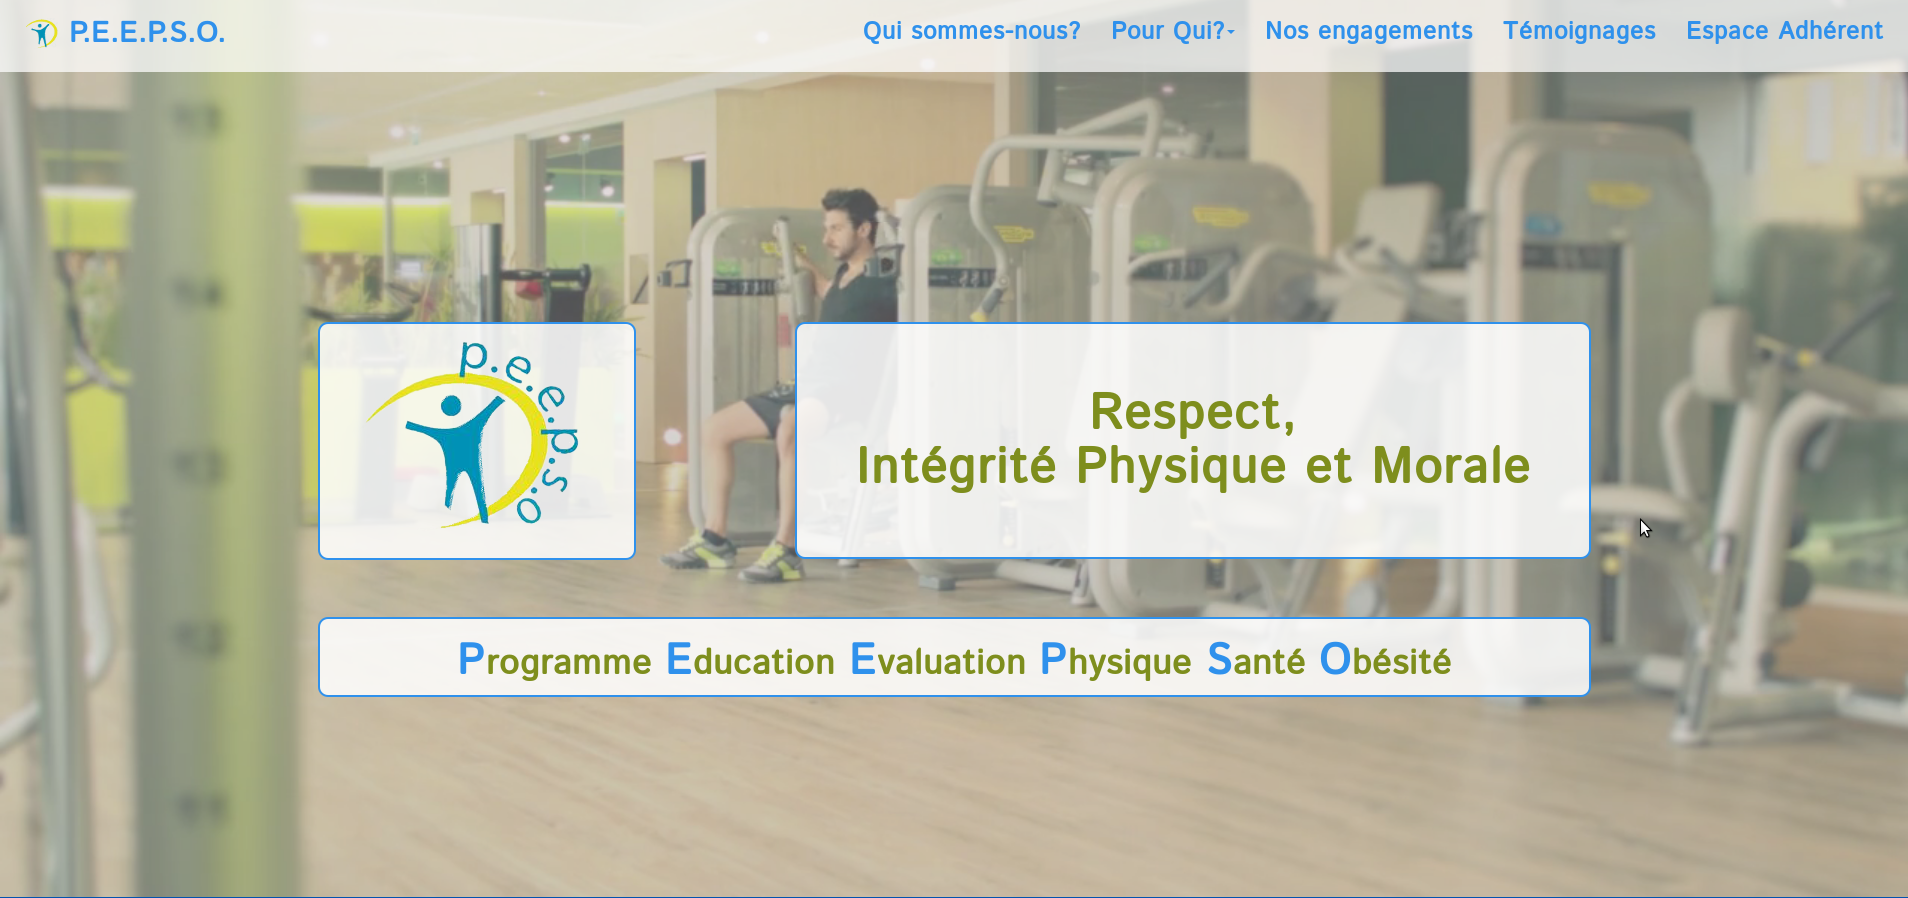 P.E.E.P.S.O.
Qui sommes-nous? Pour Qui? Nos engagements Témoignages Espace Adhérent
p.e.e.p.s.o
Respect,
Intégrité Physique et Morale
Programme Education Evaluation Physique Santé Obésité